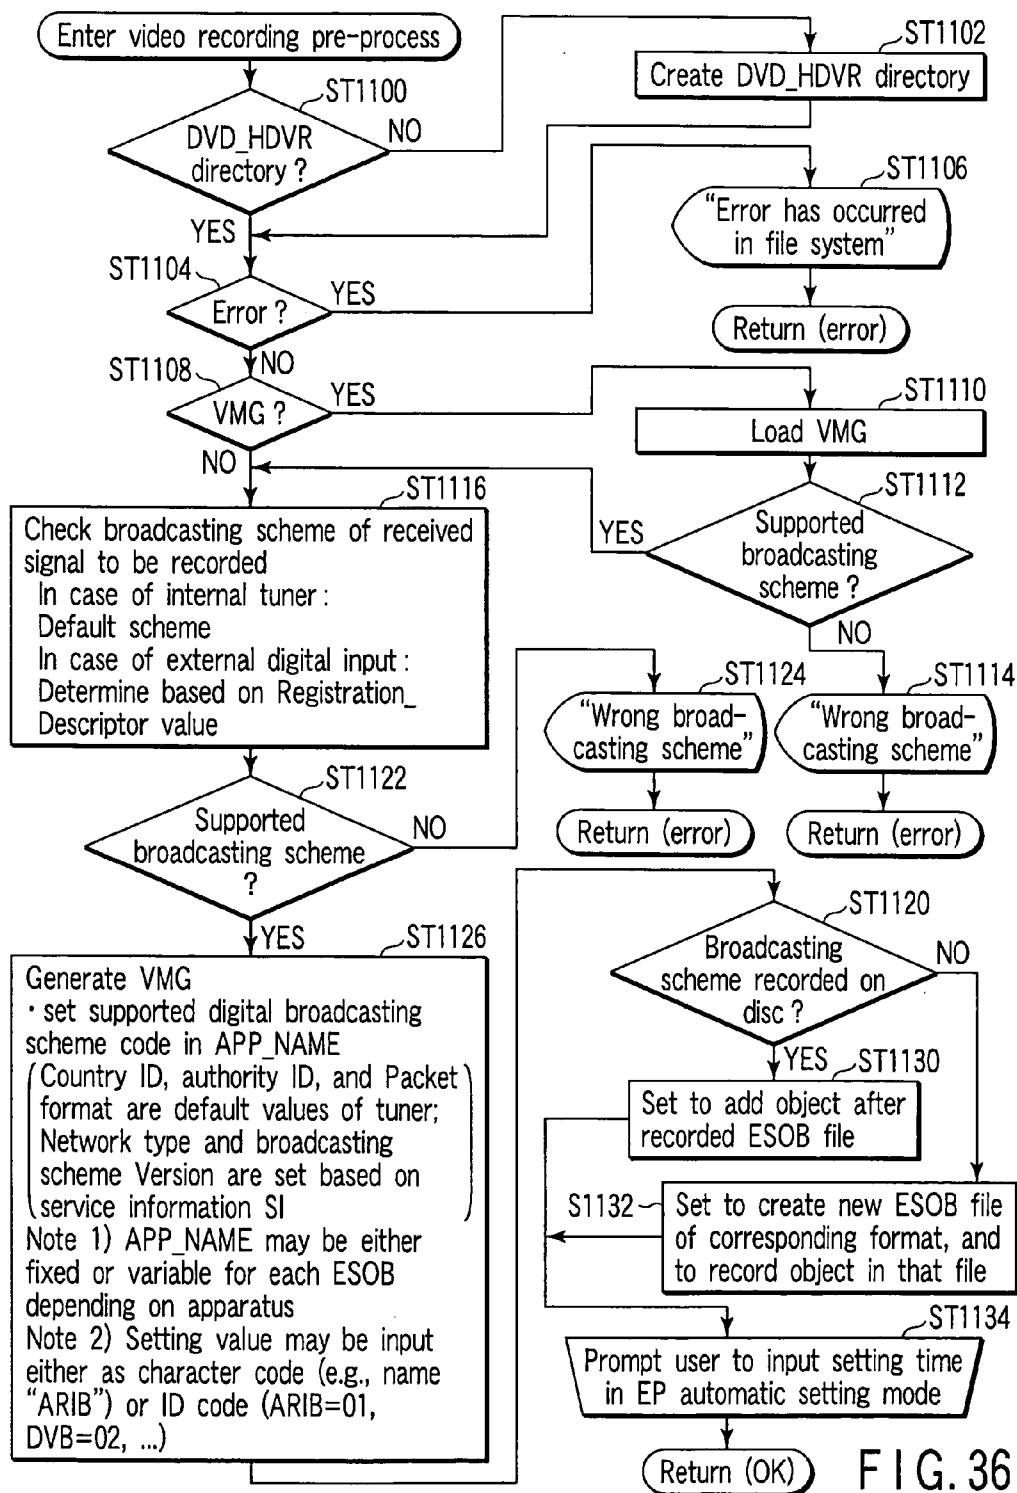 Enter video recording pre-process
ST1100
DVD_HDVR
directory ?
NO
YES
ST1102
Create DVD_HDVR directory
ST1104
Error ?
YES
NO
ST1106
“Error has occurred
in file system”
Return (error)
ST1108
VMG ?
YES
NO
ST1110
Load VMG
ST1112
Supported
broadcasting
scheme ?
YES
NO
ST1114
“Wrong broad-
casting scheme”
Return (error)
ST1116
Check broadcasting scheme of received
signal to be recorded
In case of internal tuner :
Default scheme
In case of external digital input :
Determine based on Registration_
Descriptor value
ST1122
Supported
broadcasting scheme
?
NO
YES
ST1124
“Wrong broad-
casting scheme”
Return (error)
ST1126
Generate VMG
· set supported digital broadcasting
scheme code in APP_NAME
(Country ID, authority ID, and Packet
format are default values of tuner;
Network type and broadcasting
scheme Version are set based on
service information SI)
Note 1) APP_NAME may be either
fixed or variable for each ESOB
depending on apparatus
Note 2) Setting value may be input
either as character code (e.g., name
“ARIB”) or ID code (ARIB=01,
DVB=02, ...)
ST1120
Broadcasting
scheme recorded on
disc ?
NO
YES
ST1130
Set to add object after
recorded ESOB file
S1132
Set to create new ESOB file
of corresponding format, and
to record object in that file
ST1134
Prompt user to input setting time
in EP automatic setting mode
Return (OK)
FIG. 36